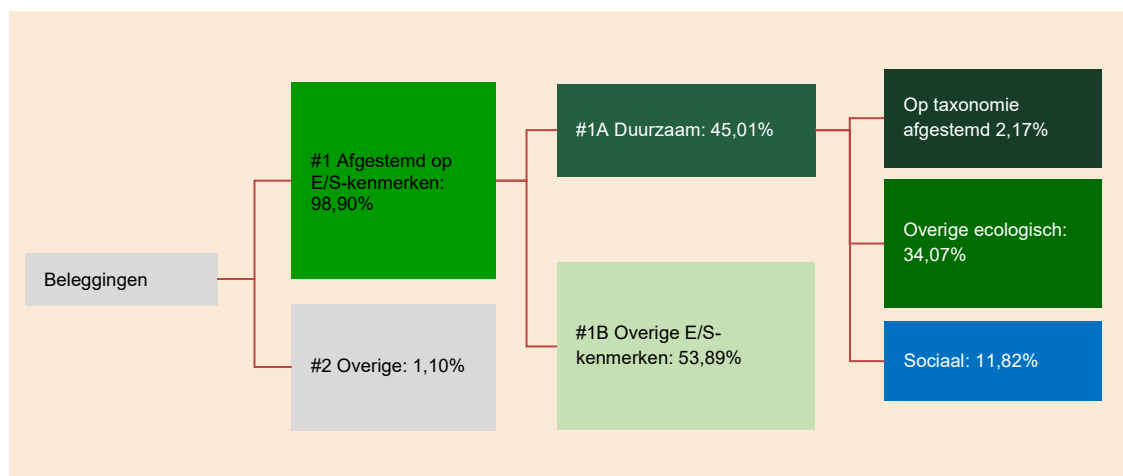 Beleggingen
#1 Afgestemd op
E/S-kenmerken:
98,90%
#2 Overige: 1,10%
#1A Duurzaam: 45,01%
#1B Overige E/S-
kenmerken: 53,89%
Op taxonomie
afgestemd 2,17%
Overige ecologisch:
34,07%
Sociaal: 11,82%